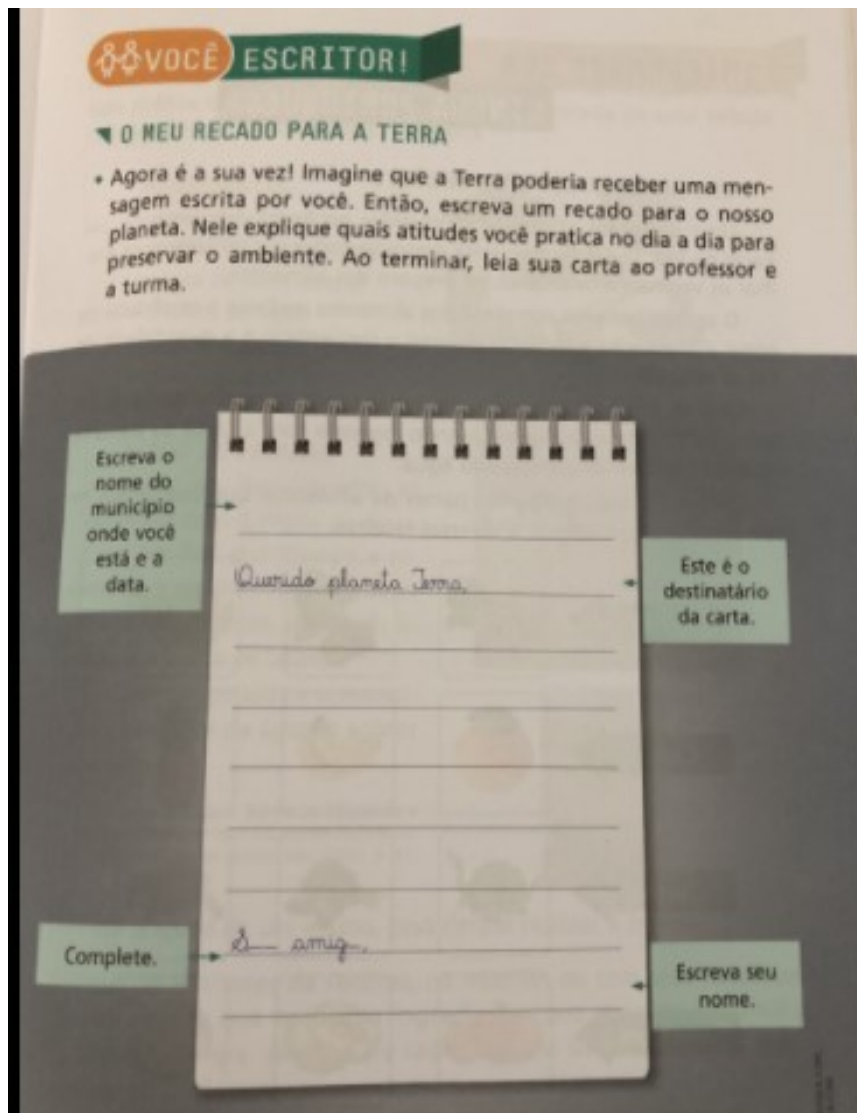 VOCÊ ESCRITOR!
O MEU RECADO PARA A TERRA
• Agora é a sua vez! Imagine que a Terra poderia receber uma men-
sagem escrita por você. Então, escreva um recado para o nosso
planeta. Nele explique quais atitudes você pratica no dia a dia para
preservar o ambiente. Ao terminar, leia sua carta ao professor e
a turma.
Escreva o
nome do
município
onde você
está e a
data.
Querido planeta Terra,
Este é o
destinatário
da carta.
Complete.
S__ amig_,
Escreva seu
nome.